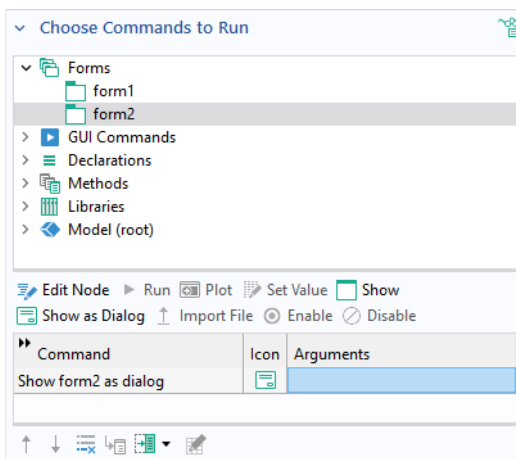 Choose Commands to Run
Forms
form1
form2
GUI Commands
Declarations
Methods
Libraries
Model (root)
Edit Node Run Plot Set Value Show
Show as Dialog Import File Enable Disable
Command Icon Arguments
Show form2 as dialog